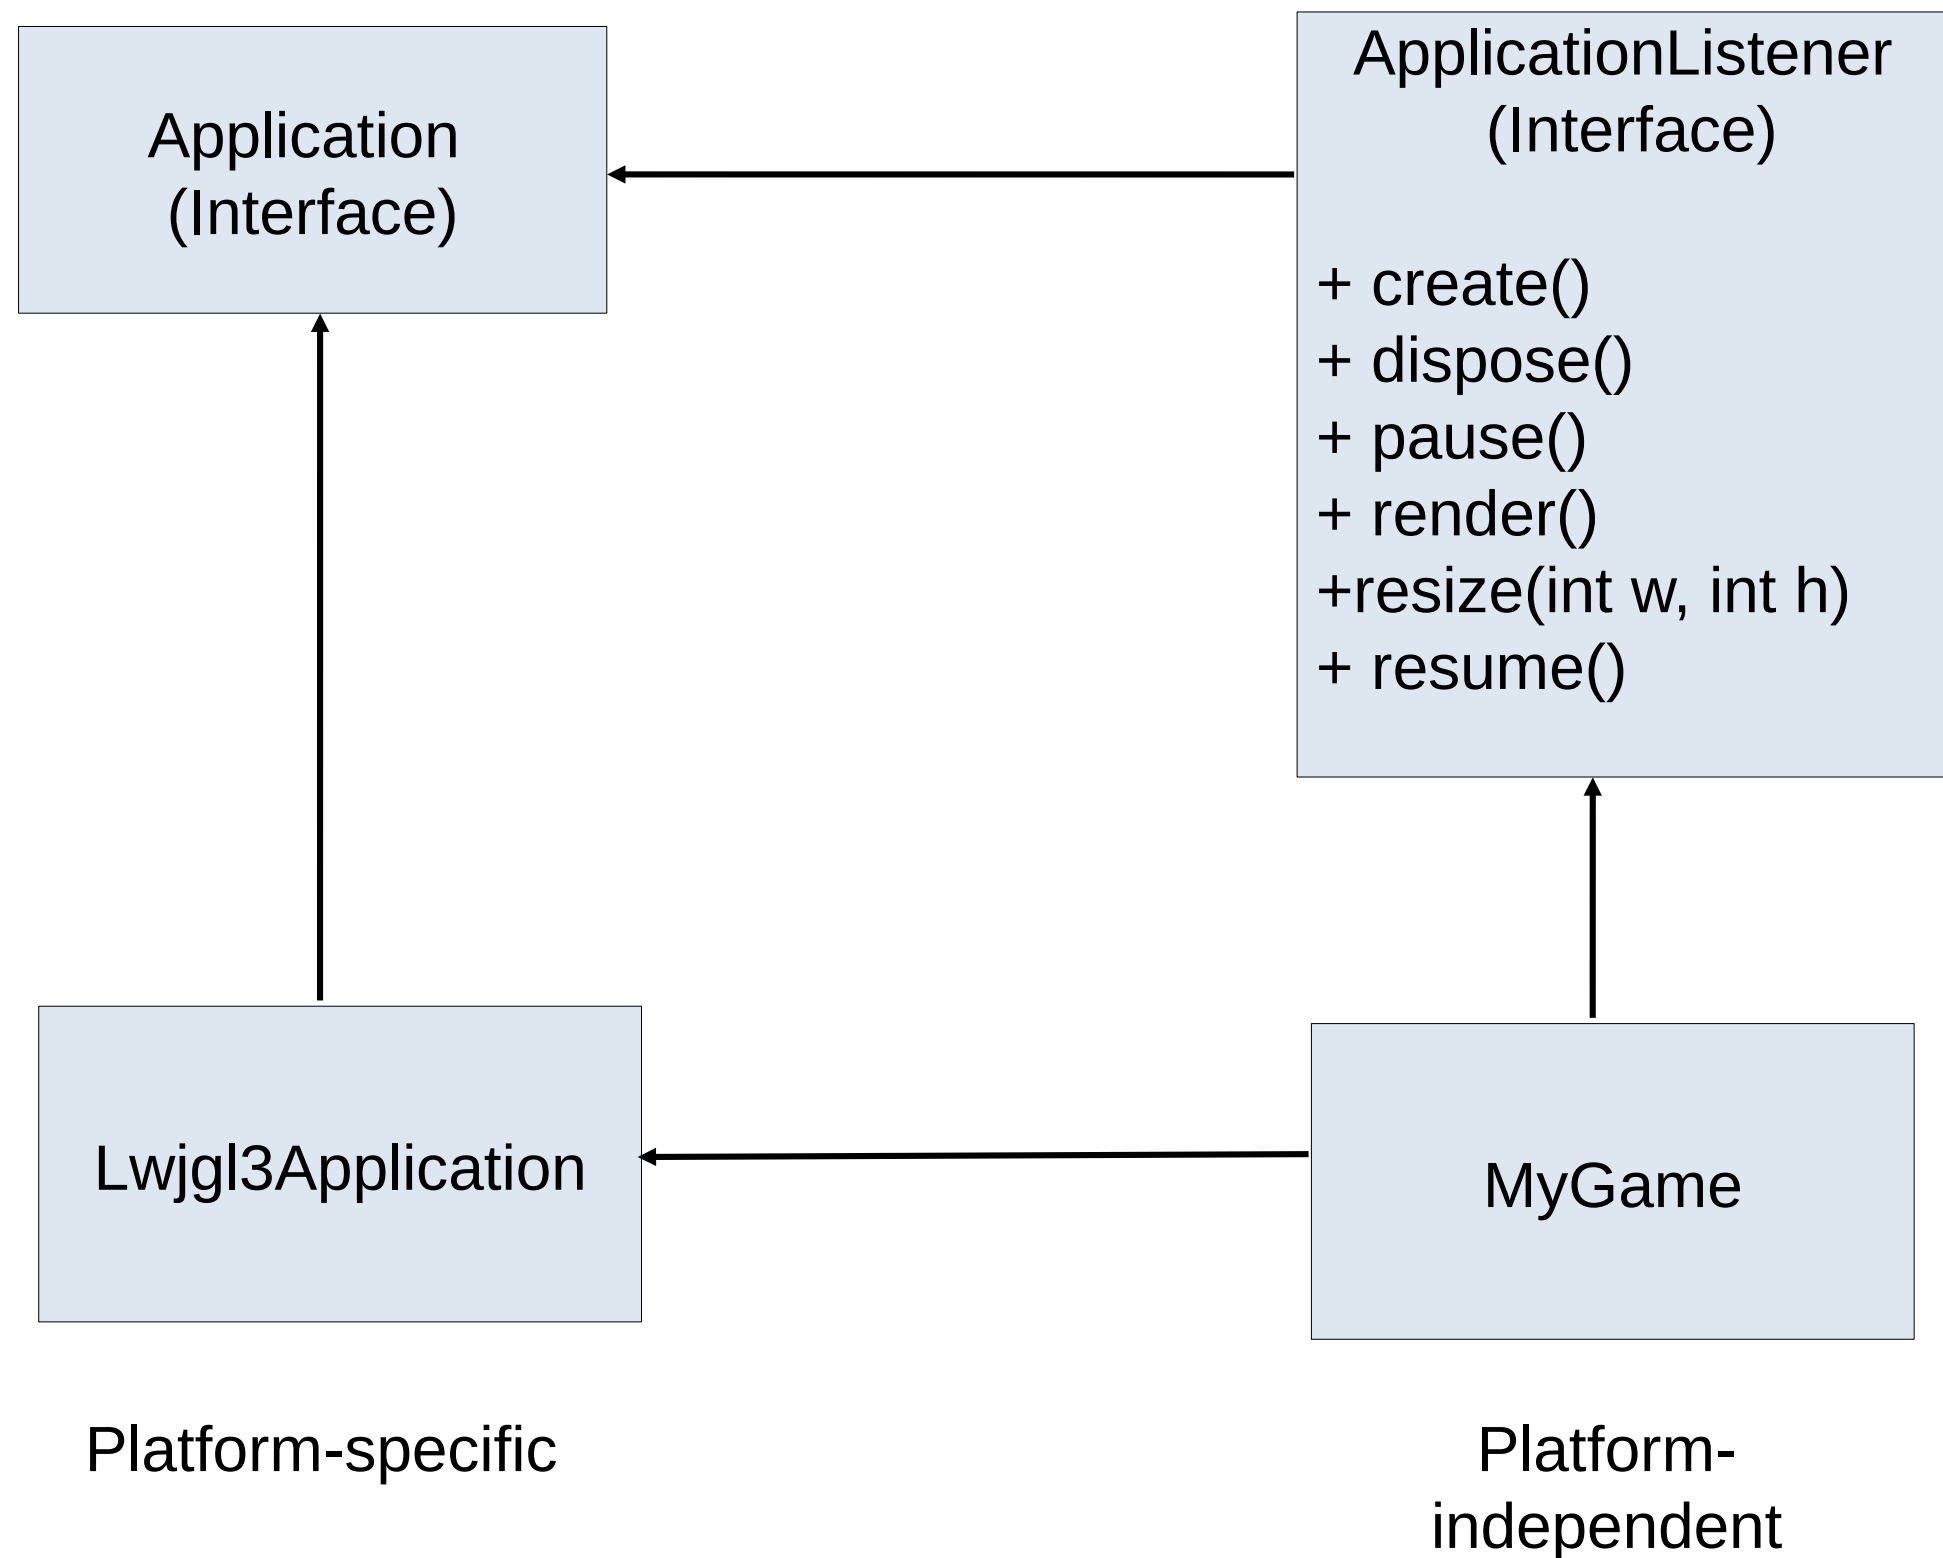 Application
(Interface)
ApplicationListener
(Interface)
+ create()
+ dispose()
+ pause()
+ render()
+resize(int w, int h)
+ resume()
Lwjgl3Application
MyGame
Platform-specific
Platform-
independent